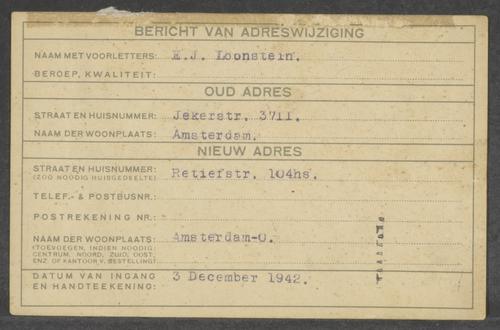 BERICHT VAN ADRESWIJZIGING
NAAM MET VOORLETTERS: E.J. Loonstein.
BEROEP, KWALITEIT:
OUD ADRES
STRAAT EN HUISNUMMER: Jekerstr. 37II.
NAAM DER WOONPLAATS: Amsterdam.
NIEUW ADRES
STRAAT EN HUISNUMMER: Retiefstr. 104hs.
(ZOO NOODIG HUISGEDEELTE)
TELEF.- & POSTBUSNR.:
POSTREKENING NR.:
NAAM DER WOONPLAATS: Amsterdam-O.
(TOEVOEGEN, INDIEN NOODIG:
CENTRUM, NOORD, ZUID, OOST,
ENZ. OF KANTOOR V. BESTELLING)
DATUM VAN INGANG 3 December 1942.
EN HANDTEEKENING: